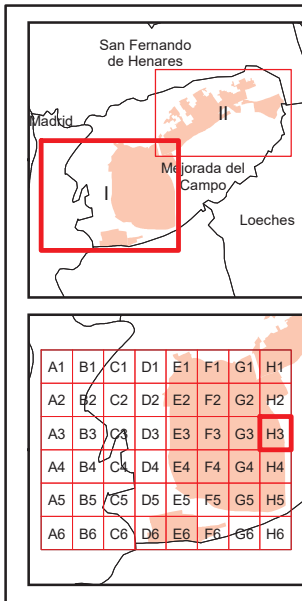 San Fernando
de Henares
II
Madrid
Mejorada del
Campo
I
Loeches
A1 B1 C1 D1 E1 F1 G1 H1
A2 B2 C2 D2 E2 F2 G2 H2
A3 B3 C3 D3 E3 F3 G3 H3
A4 B4 C4 D4 E4 F4 G4 H4
A5 B5 C5 D5 E5 F5 G5 H5
A6 B6 C6 D6 E6 F6 G6 H6